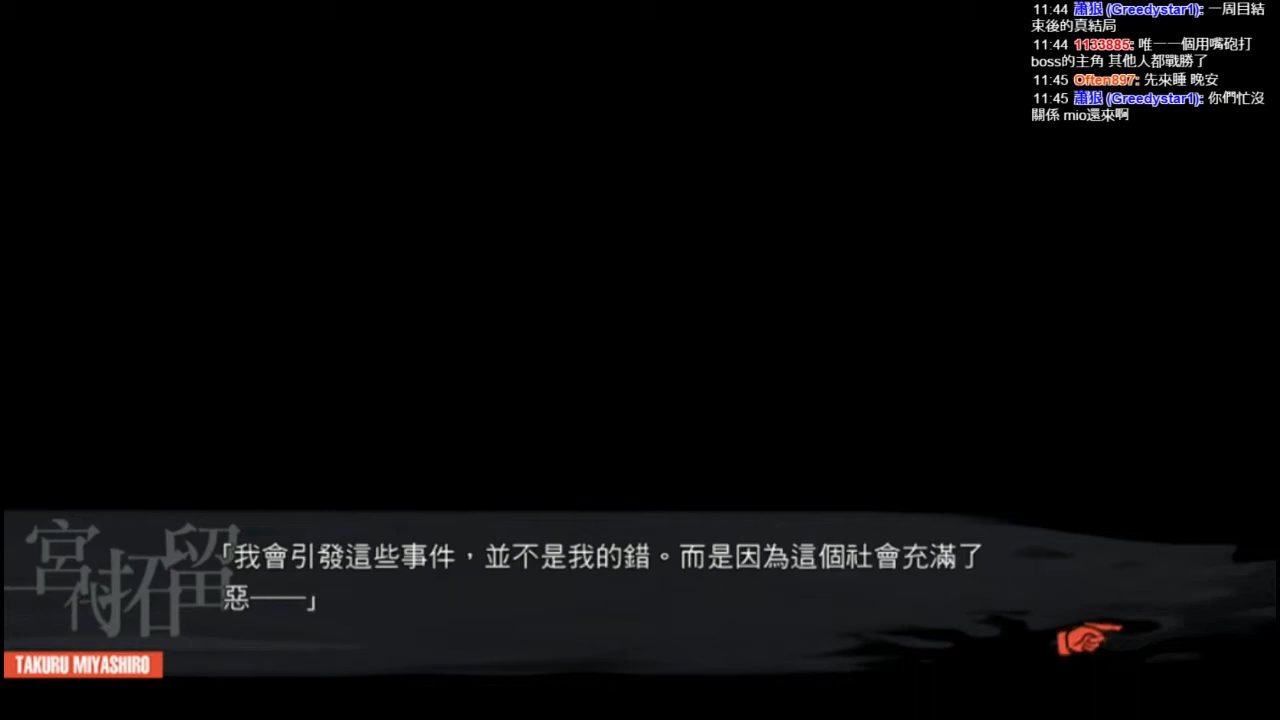 11:44 蕭狼 (Greedystar1): 一周目結
束後的真結局
11:44 1133885: 唯一一個用嘴砲打
boss的主角 其他人都戰勝了
11:45 Often897: 先來睡 晚安
11:45 蕭狼 (Greedystar1): 你們忙沒
關係 mio還來啊
宮代拓留
「我會引發這些事件，並不是我的錯。而是因為這個社會充滿了
惡——」
TAKURU MIYASHIRO